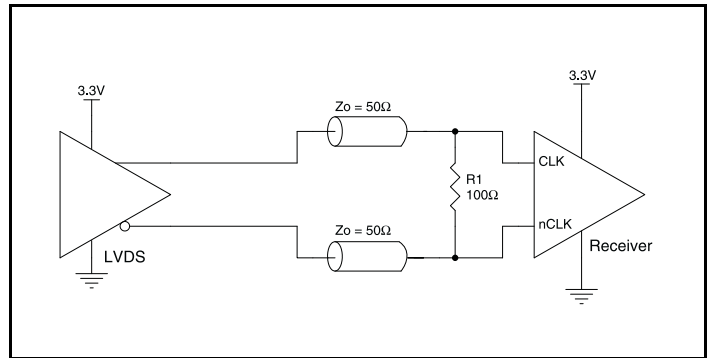 3.3V
3.3V
Zo = 50Ω
CLK
R1
100Ω
nCLK
Zo = 50Ω
Receiver
LVDS